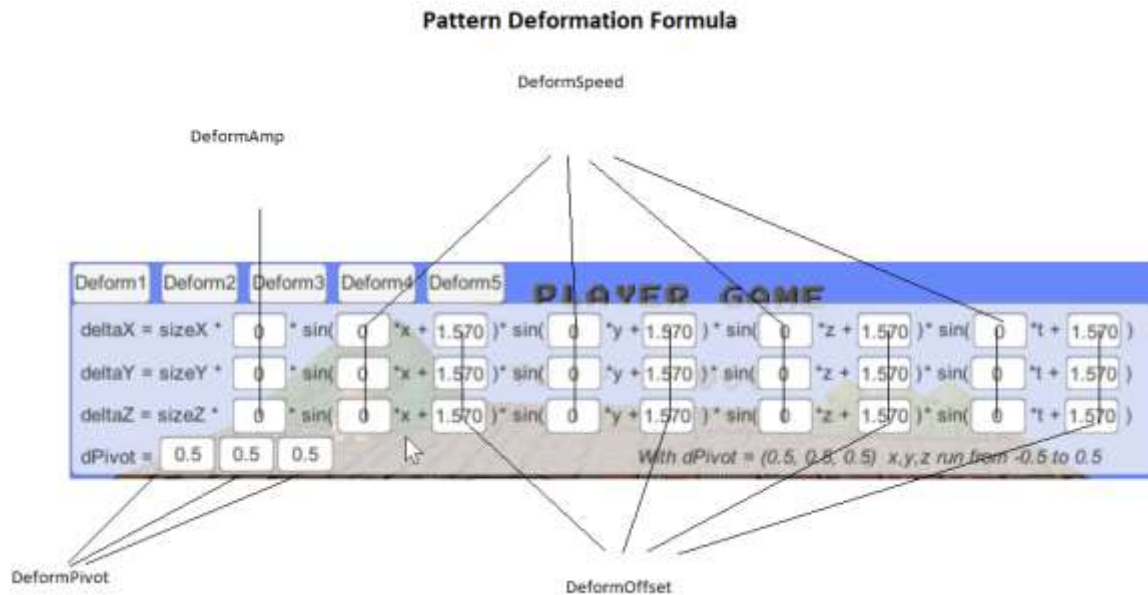 Pattern Deformation Formula
DeformSpeed
DeformAmp
Deform1 Deform2 Deform3 Deform4 Deform5
PLAYER GAME
deltaX = sizeX * 0 * sin( 0 *x + 1.570 )* sin( 0 *y + 1.570 )* sin( 0 *z + 1.570 )* sin( 0 *t + 1.570 )
deltaY = sizeY * 0 * sin( 0 *x + 1.570 )* sin( 0 *y + 1.570 )* sin( 0 *z + 1.570 )* sin( 0 *t + 1.570 )
deltaZ = sizeZ * 0 * sin( 0 *x + 1.570 )* sin( 0 *y + 1.570 )* sin( 0 *z + 1.570 )* sin( 0 *t + 1.570 )
dPivot = 0.5 0.5 0.5 With dPivot = (0.5, 0.5, 0.5) x,y,z run from -0.5 to 0.5
DeformPivot
DeformOffset